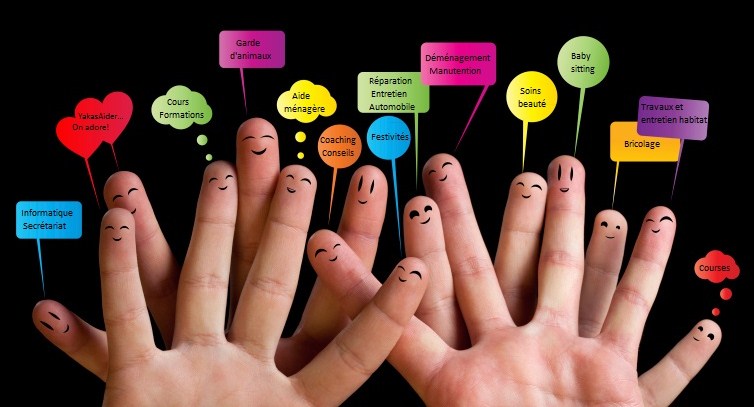 Informatique
Secrétariat
YakasAider...
On adore!
Cours
Formations
Garde
d'animaux
Aide
ménagère
Coaching
Conseils
Réparation
Entretien
Automobile
Festivités
Déménagement
Manutention
Soins
beauté
Baby
sitting
Bricolage
Travaux et
entretien habitat
Courses